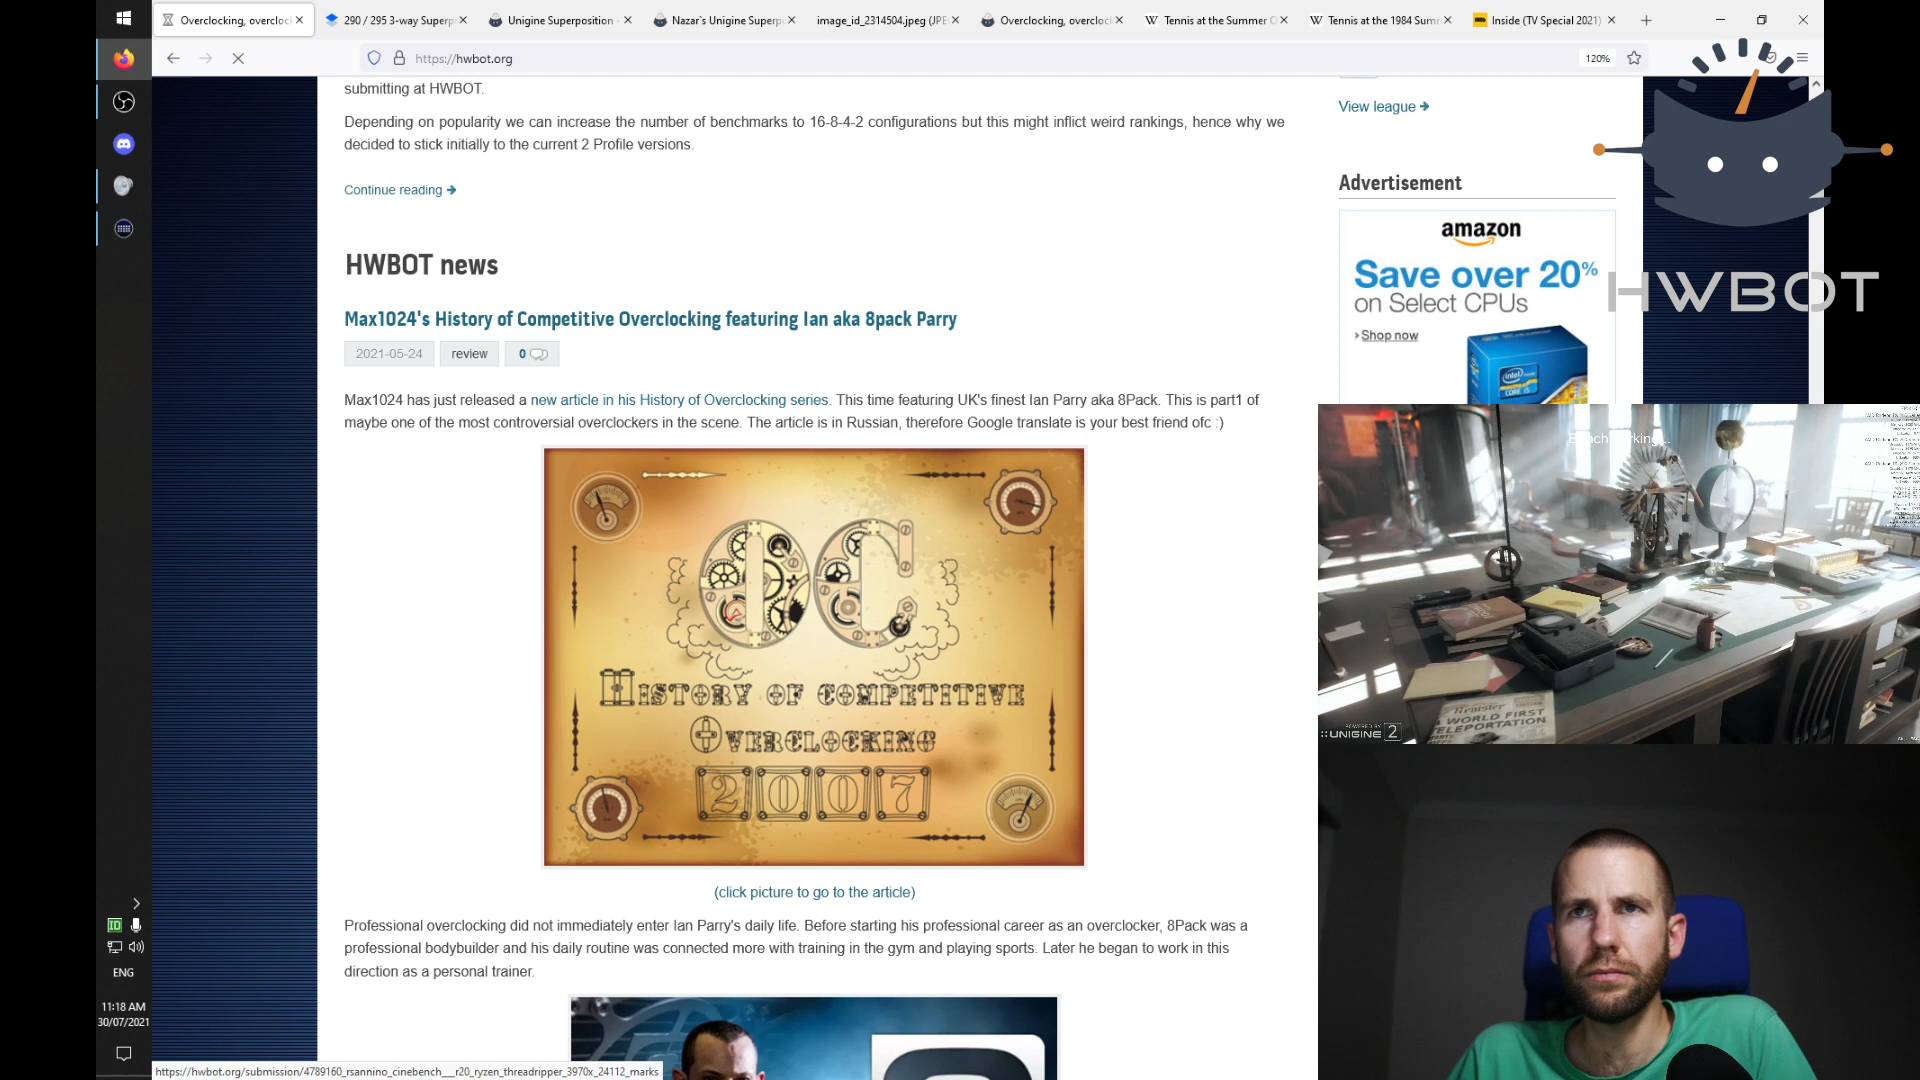 Overclocking, overcloc
290 / 295 3-way Superp
Unigine Superposition -
Nazar`s Unigine Superp
image_id_2314504.jpeg (JPE
Overclocking, overcloc
Tennis at the Summer O
Tennis at the 1984 Sum
Inside (TV Special 2021)
https://hwbot.org
120%
submitting at HWBOT.
Depending on popularity we can increase the number of benchmarks to 16-8-4-2 configurations but this might inflict weird rankings, hence why we
decided to stick initially to the current 2 Profile versions.
Continue reading
HWBOT news
Max1024's History of Competitive Overclocking featuring Ian aka 8pack Parry
2021-05-24
review
0
Max1024 has just released a new article in his History of Overclocking series. This time featuring UK's finest Ian Parry aka 8Pack. This is part1 of
maybe one of the most controversial overclockers in the scene. The article is in Russian, therefore Google translate is your best friend ofc :)
OC
History of competitive
Overclocking
2007
(click picture to go to the article)
Professional overclocking did not immediately enter Ian Parry's daily life. Before starting his professional career as an overclocker, 8Pack was a
professional bodybuilder and his daily routine was connected more with training in the gym and playing sports. Later he began to work in this
direction as a personal trainer.
View league
Advertisement
amazon
Save over 20%
on Select CPUs
Shop now
intel
CORE i5
HWBOT
Register
WORLD FIRST
TELEPORTATION
POWERED BY
UNIGINE 2
ENG
11:18 AM
30/07/2021
https://hwbot.org/submission/4789160_rsannino_cinebench___r20_ryzen_threadripper_3970x_24112_marks